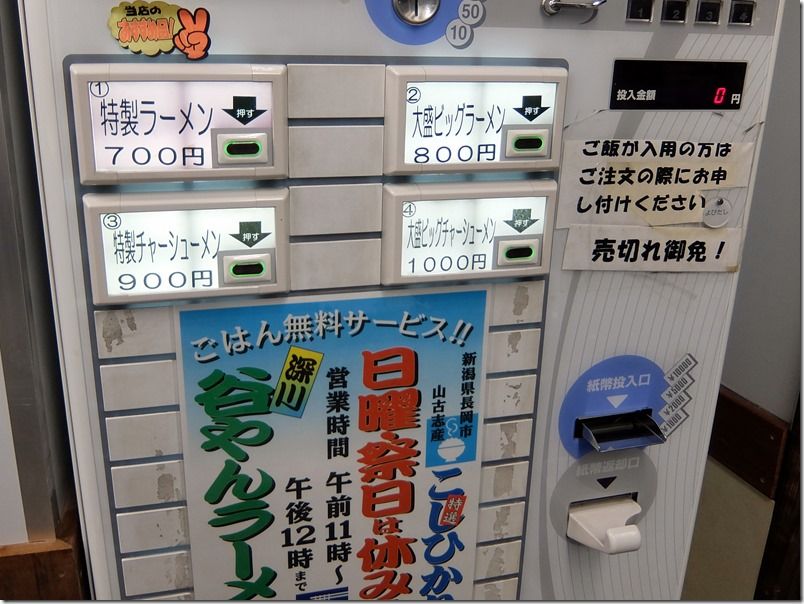 当店の
おすすめ品!
50
10
1 2 3 4
投入金額 0 円
① 特製ラーメン 押す
700円
② 大盛ビッグラーメン 押す
800円
③ 特製チャーシューメン 押す
900円
④ 大盛ビッグチャーシューメン 押す
1000円
ご飯が入用の方は
ご注文の際にお申
し付けください
よびだし
売切れ御免!
ごはん無料サービス!!
新潟県長岡市
山古志産
特選
こしひか
日曜・祭日は休み
営業時間 午前11時~
午後12時まで
深川
谷やんラーメ
紙幣投入口
¥10000
¥5000
¥2000
¥1000
紙幣返却口